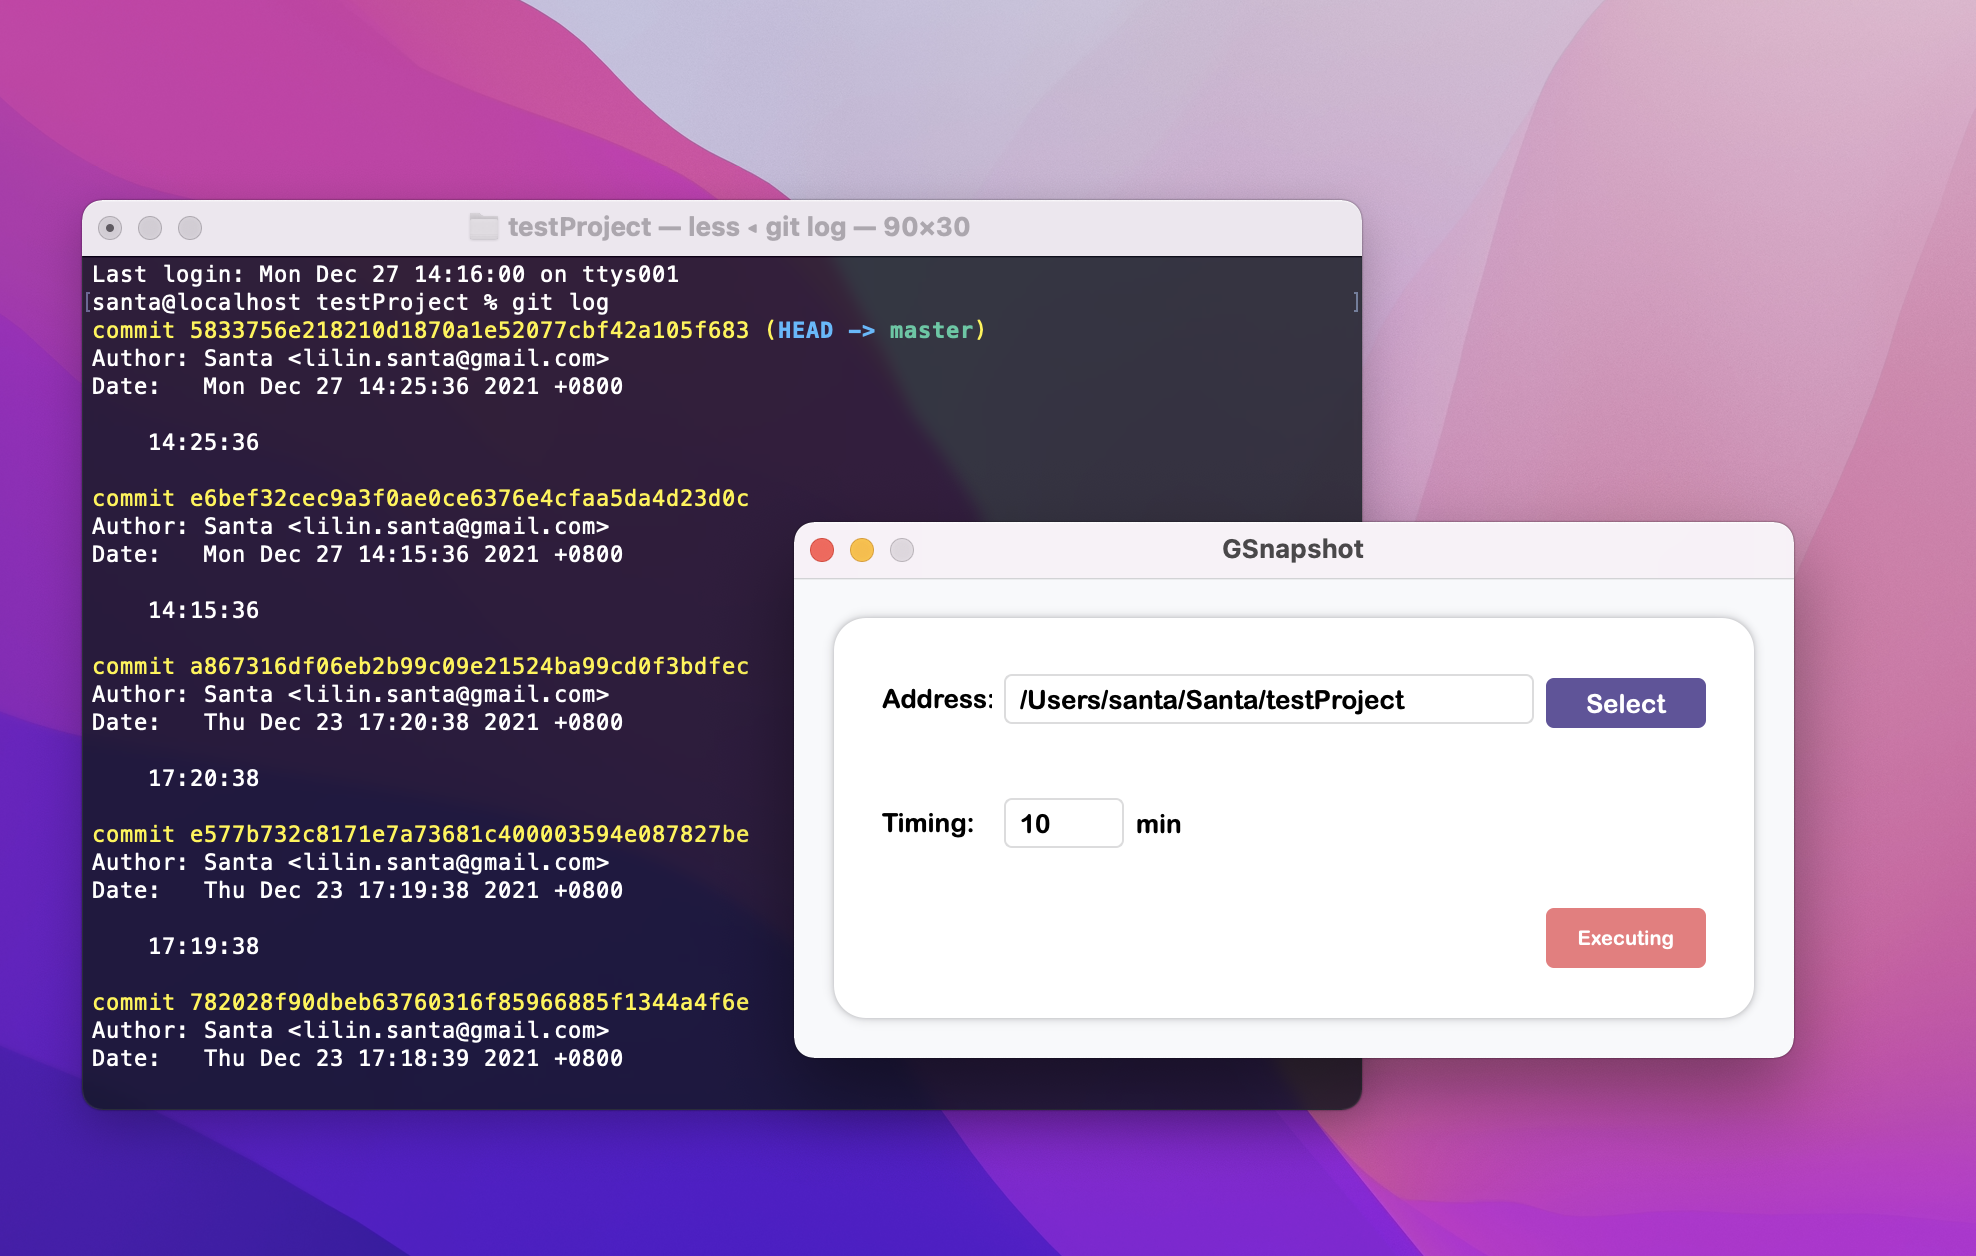 testProject — less ◂ git log — 90×30
Last login: Mon Dec 27 14:16:00 on ttys001
[santa@localhost testProject % git log ]
commit 5833756e218210d1870a1e52077cbf42a105f683 (HEAD -> master)
Author: Santa <lilin.santa@gmail.com>
Date:   Mon Dec 27 14:25:36 2021 +0800
14:25:36
commit e6bef32cec9a3f0ae0ce6376e4cfaa5da4d23d0c
Author: Santa <lilin.santa@gmail.com>
Date:   Mon Dec 27 14:15:36 2021 +0800
14:15:36
commit a867316df06eb2b99c09e21524ba99cd0f3bdfec
Author: Santa <lilin.santa@gmail.com>
Date:   Thu Dec 23 17:20:38 2021 +0800
17:20:38
commit e577b732c8171e7a73681c400003594e087827be
Author: Santa <lilin.santa@gmail.com>
Date:   Thu Dec 23 17:19:38 2021 +0800
17:19:38
commit 782028f90dbeb63760316f85966885f1344a4f6e
Author: Santa <lilin.santa@gmail.com>
Date:   Thu Dec 23 17:18:39 2021 +0800
GSnapshot
Address: /Users/santa/Santa/testProject Select
Timing: 10 min
Executing